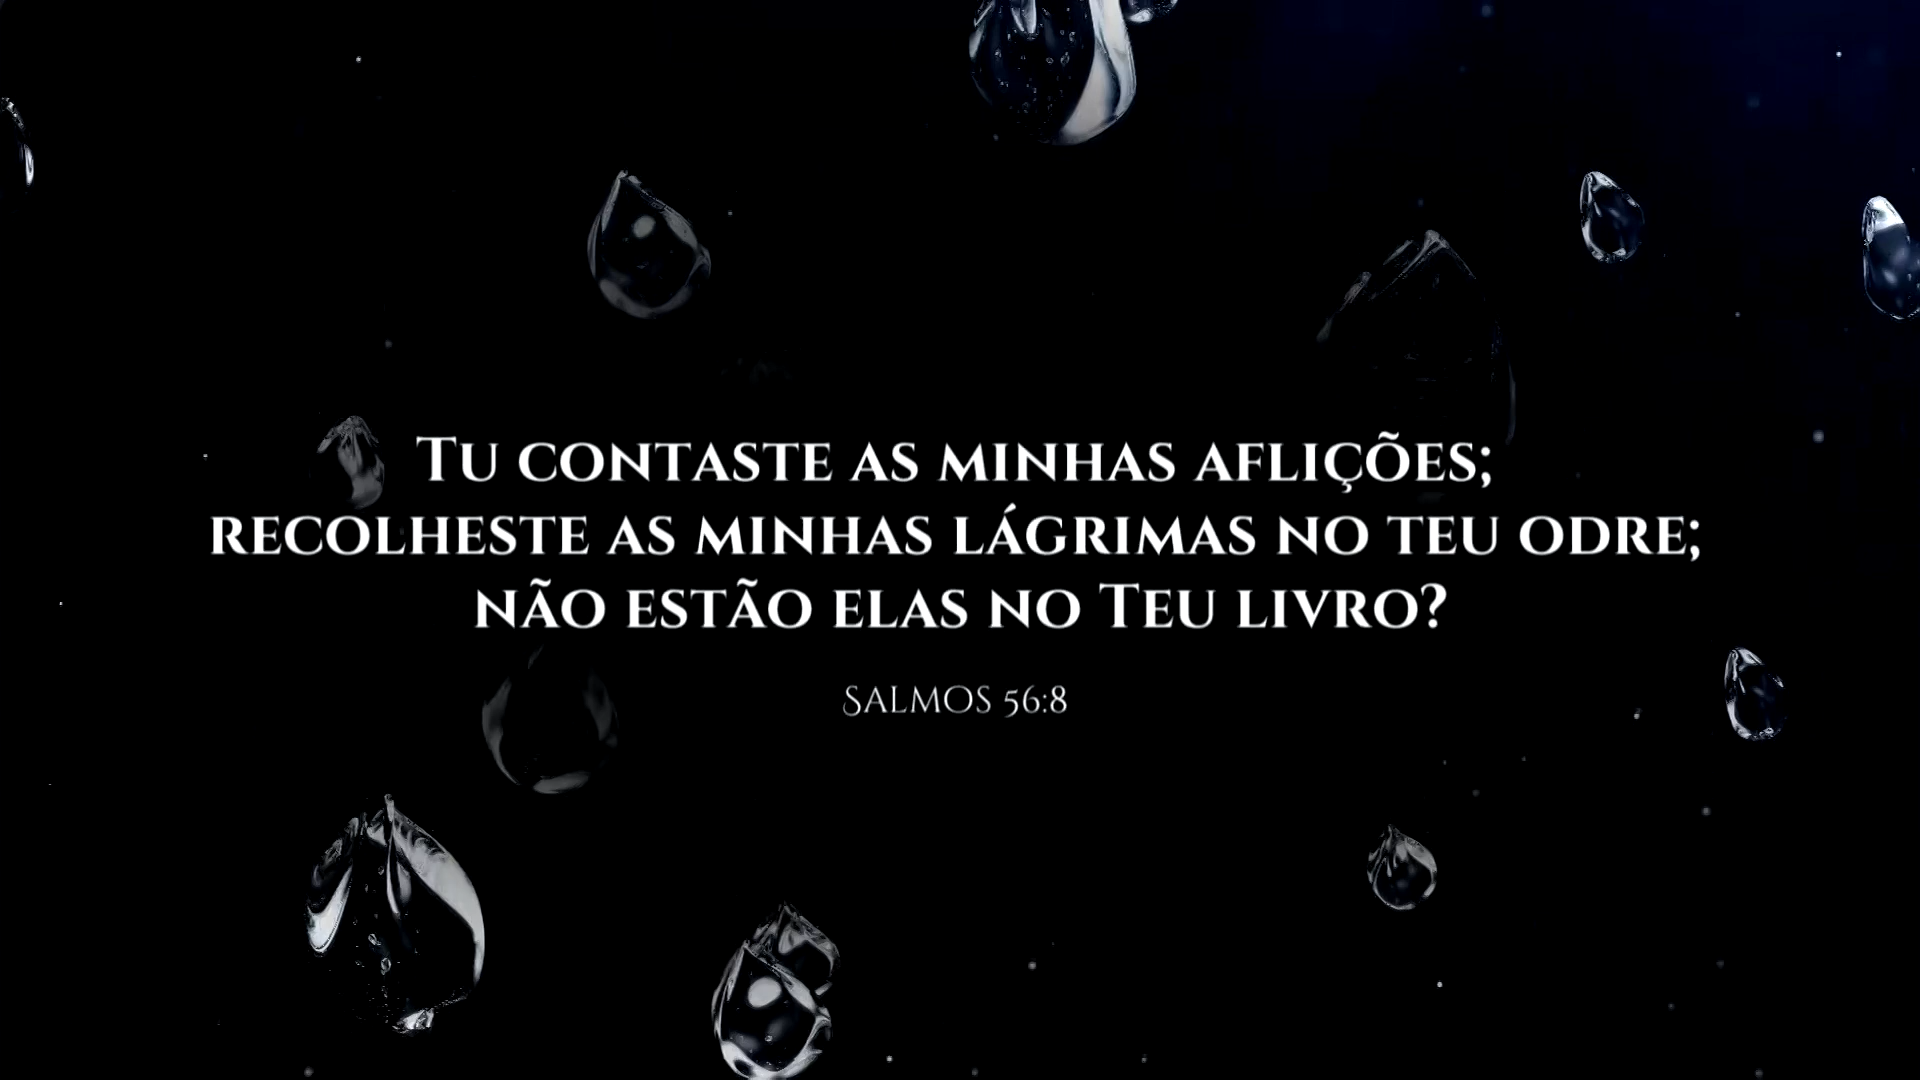 Tu contaste as minhas aflições;
recolheste as minhas lágrimas no teu odre;
não estão elas no Teu livro?
Salmos 56:8